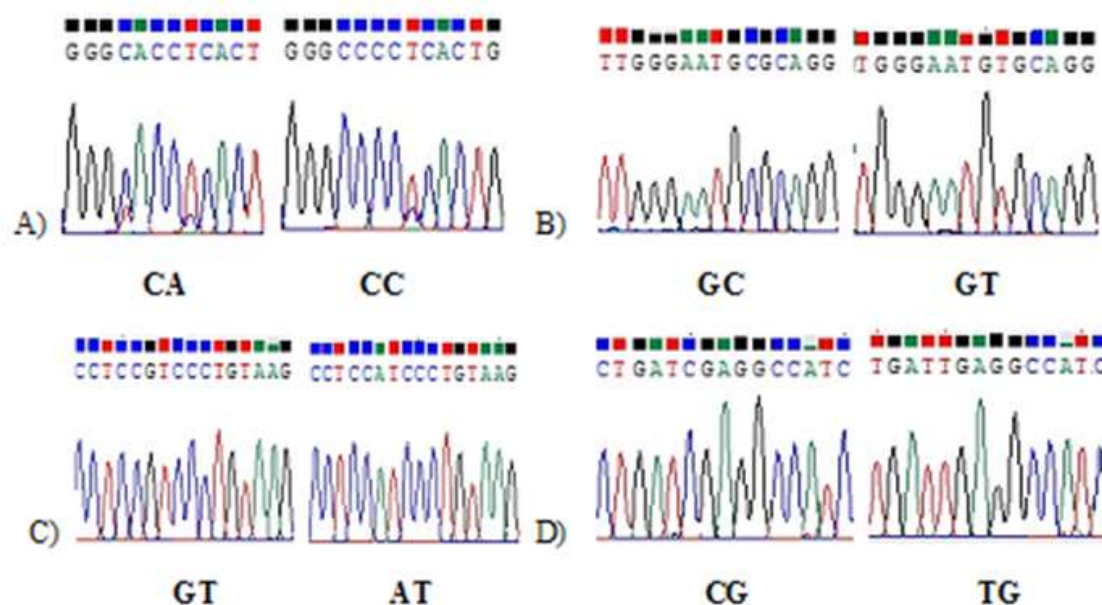 GGGCACCTCACT
GGGCCCCTCACTG
TTGGGAATGCGCAGG
TGGGAATGTGCAGG
A)
B)
CA
CC
GC
GT
CCTCCGTCCCTGTAAG
CCTCCATCCCTGTAAG
CTGATCGAGGCCATC
TGATTGAGGCCATC
C)
D)
GT
AT
CG
TG